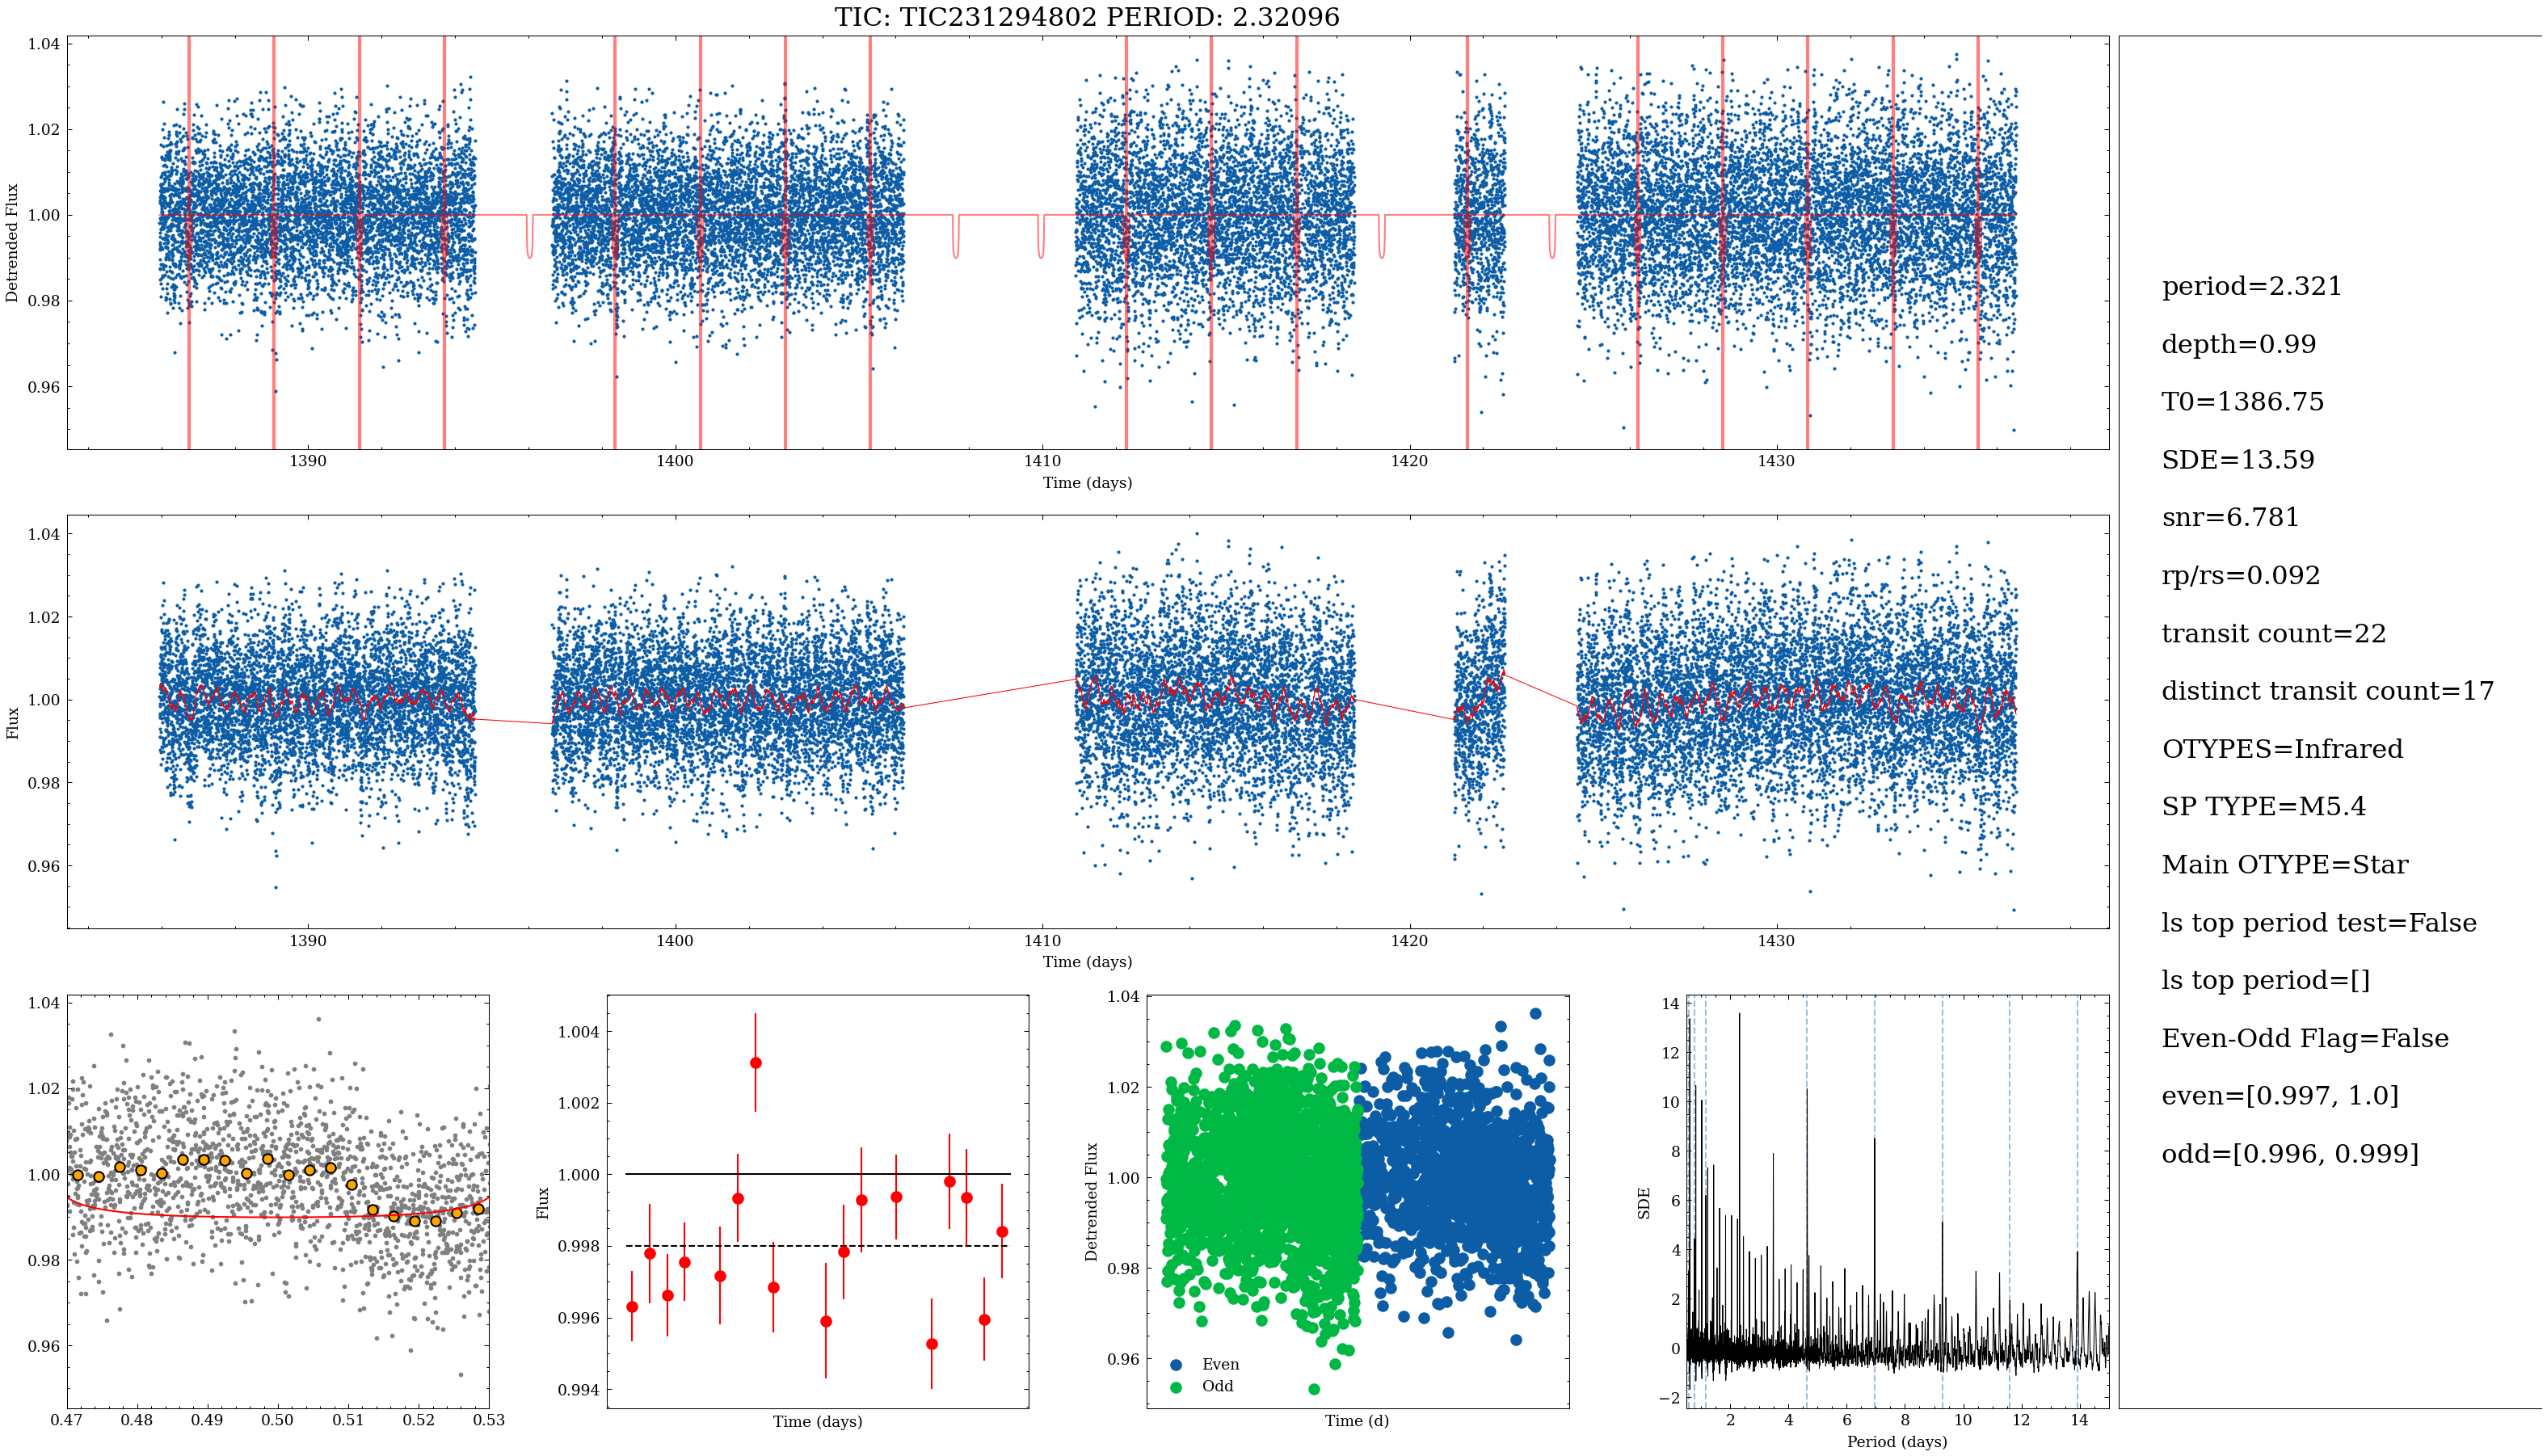 TIC: TIC231294802 PERIOD: 2.32096
1.04
1.02
1.00
0.98
0.96
Detrended Flux
1390
1400
1410
1420
1430
Time (days)
1.04
1.02
1.00
0.98
0.96
Flux
1390
1400
1410
1420
1430
Time (days)
1.04
1.02
1.00
0.98
0.96
0.47
0.48
0.49
0.50
0.51
0.52
0.53
1.004
1.002
1.000
0.998
0.996
0.994
Flux
Time (days)
1.04
1.02
1.00
0.98
0.96
Detrended Flux
Even
Odd
Time (d)
14
12
10
8
6
4
2
0
−2
SDE
2
4
6
8
10
12
14
Period (days)
period=2.321
depth=0.99
T0=1386.75
SDE=13.59
snr=6.781
rp/rs=0.092
transit count=22
distinct transit count=17
OTYPES=Infrared
SP TYPE=M5.4
Main OTYPE=Star
ls top period test=False
ls top period=[]
Even-Odd Flag=False
even=[0.997, 1.0]
odd=[0.996, 0.999]